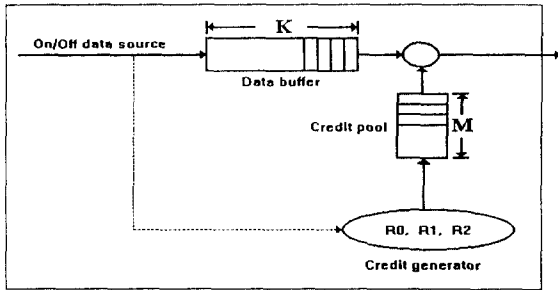 K
On/Off data source
Data buffer
Credit pool
M
R0, R1, R2
Credit generator